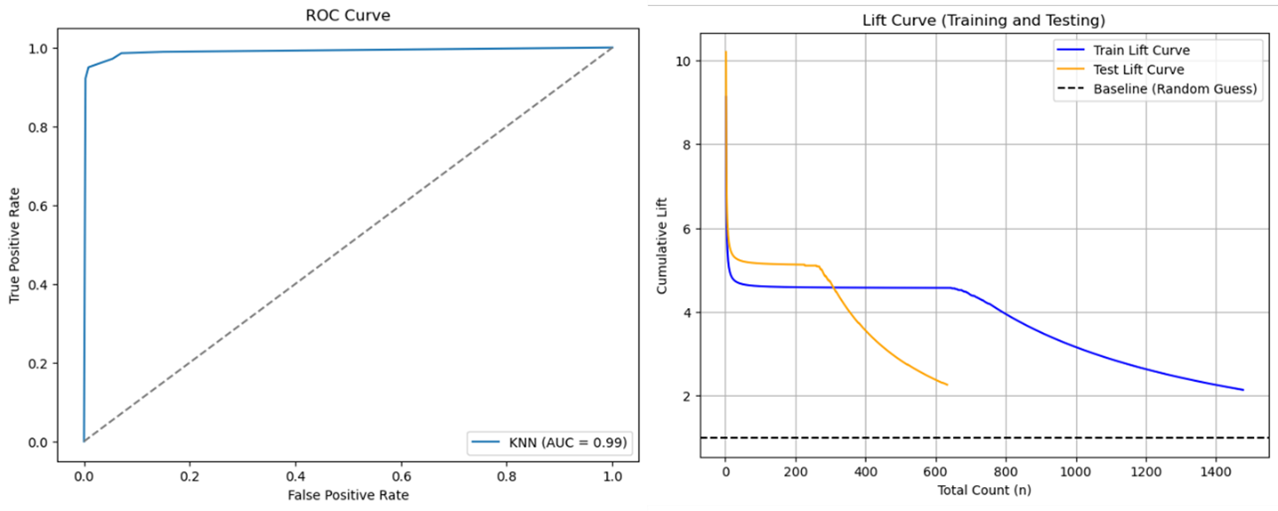 ROC Curve
1.0
0.8
0.6
0.4
0.2
0.0
True Positive Rate
KNN (AUC = 0.99)
0.0 0.2 0.4 0.6 0.8 1.0
False Positive Rate
Lift Curve (Training and Testing)
Train Lift Curve
Test Lift Curve
Baseline (Random Guess)
10
8
6
4
2
Cumulative Lift
0 200 400 600 800 1000 1200 1400
Total Count (n)